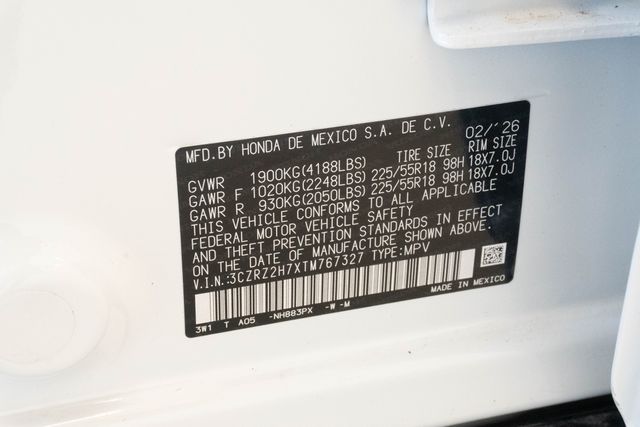 MFD.BY HONDA DE MEXICO S.A. DE C.V. 02/'26
GVWR 1900KG(4188LBS) TIRE SIZE RIM SIZE
GAWR F 1020KG(2248LBS) 225/55R18 98H 18X7.0J
GAWR R 930KG(2050LBS) 225/55R18 98H 18X7.0J
THIS VEHICLE CONFORMS TO ALL APPLICABLE
FEDERAL MOTOR VEHICLE SAFETY
AND THEFT PREVENTION STANDARDS IN EFFECT
ON THE DATE OF MANUFACTURE SHOWN ABOVE.
V.I.N.:3CZRZ2H7XTM767327 TYPE:MPV
MADE IN MEXICO
3W1 T A05 -NH883PX -W -M